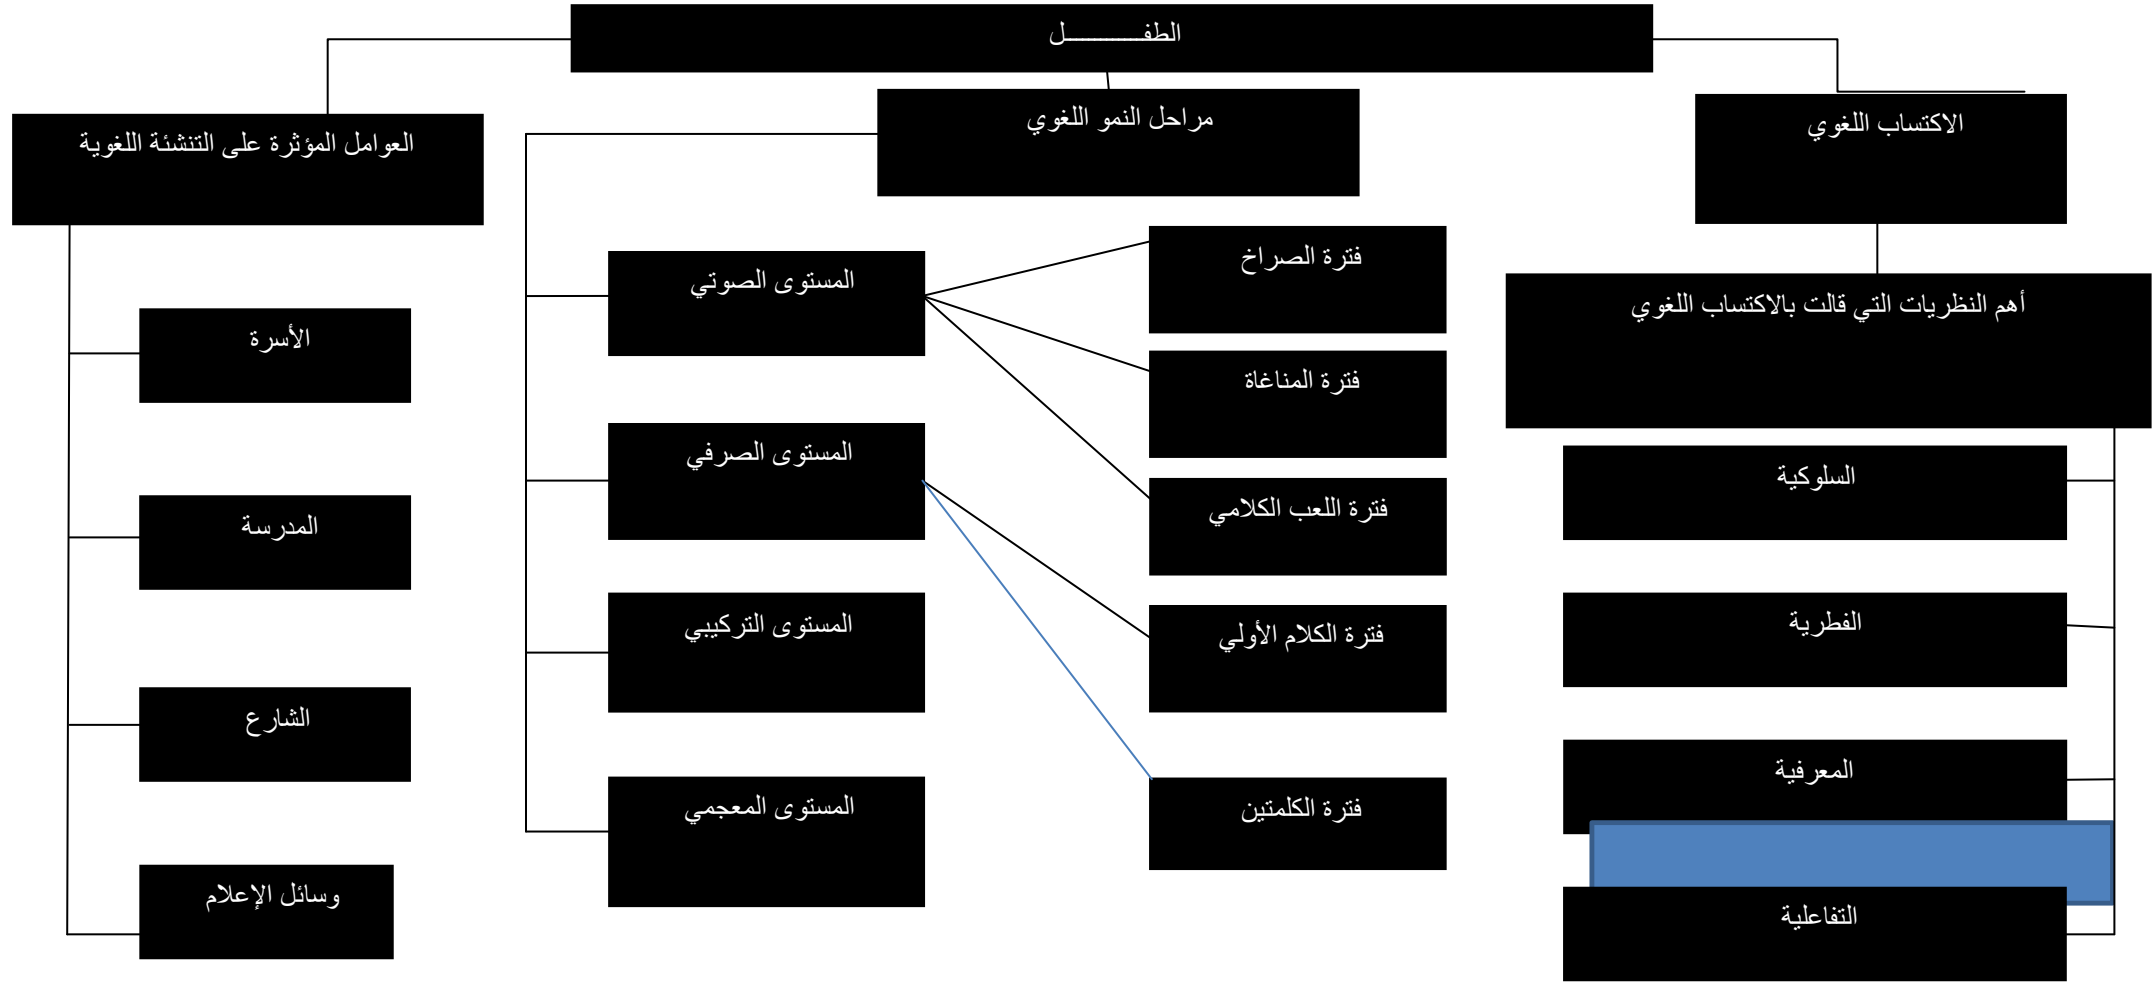 الطفـــــــــــل
الاكتساب اللغوي
مراحل النمو اللغوي
العوامل المؤثرة على التنشئة اللغوية
أهم النظريات التي قالت بالاكتساب اللغوي
السلوكية
الفطرية
المعرفية
التفاعلية
المستوى الصوتي
فترة الصراخ
فترة المناغاة
فترة اللعب الكلامي
المستوى الصرفي
فترة الكلام الأولي
فترة الكلمتين
المستوى التركيبي
المستوى المعجمي
الأسرة
المدرسة
الشارع
وسائل الإعلام